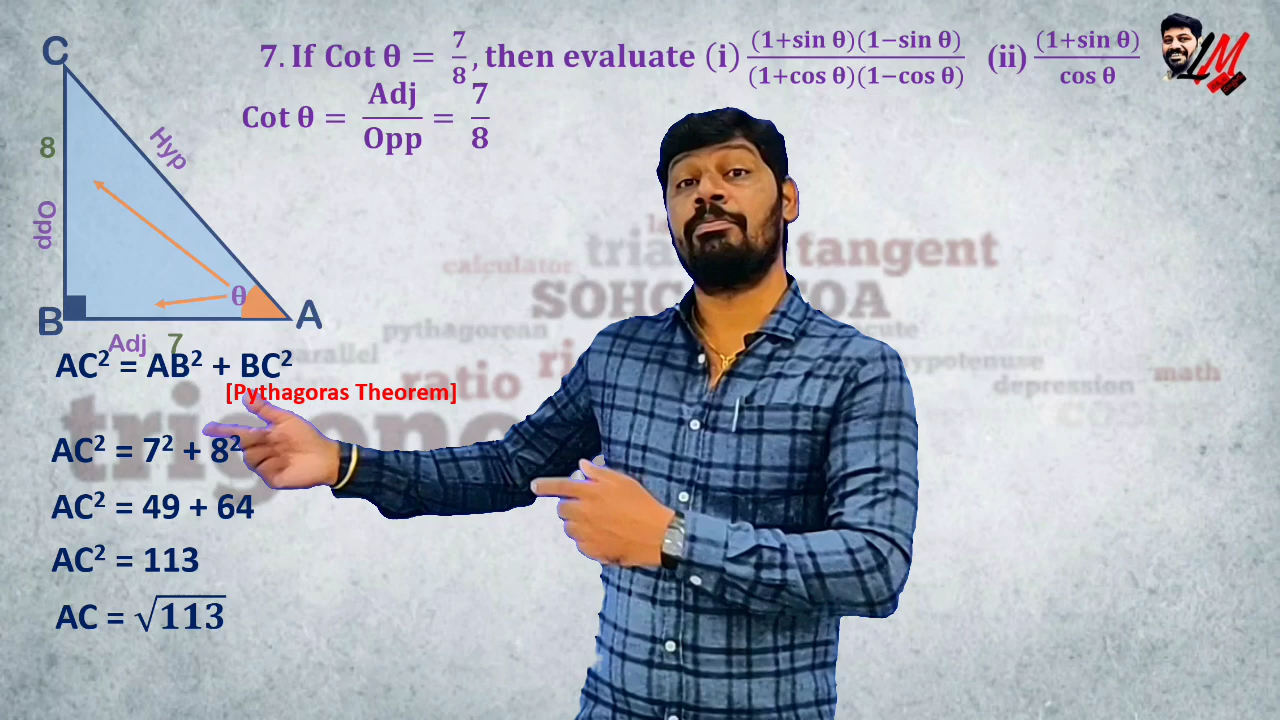 7. If Cot θ = 7/8, then evaluate (i) (1+sin θ)(1−sin θ)/(1+cos θ)(1−cos θ) (ii) (1+sin θ)/cos θ
LM
Cot θ = Adj/Opp = 7/8
C
8
Hyp
Opp
θ
B
A
Adj 7
AC² = AB² + BC²
[Pythagoras Theorem]
AC² = 7² + 8²
AC² = 49 + 64
AC² = 113
AC = √113
tangent
calculator
pythagorean
parallel
ratio
hypotenuse
depression
math